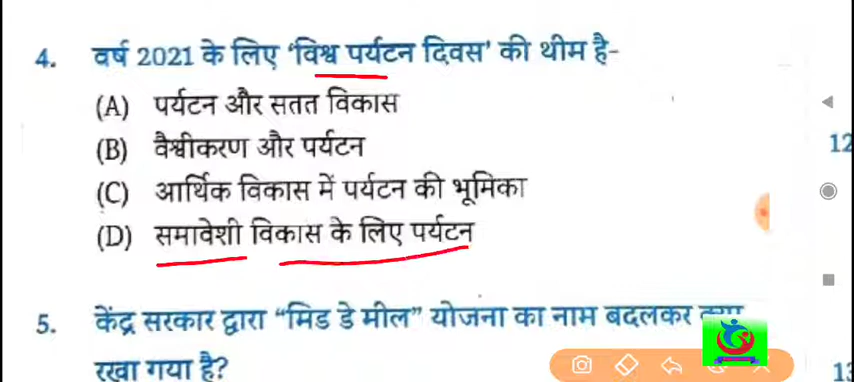 4. वर्ष 2021 के लिए ‘विश्व पर्यटन दिवस’ की थीम है-
(A) पर्यटन और सतत विकास
(B) वैश्वीकरण और पर्यटन
12
(C) आर्थिक विकास में पर्यटन की भूमिका
(D) समावेशी विकास के लिए पर्यटन
5. केंद्र सरकार द्वारा “मिड डे मील” योजना का नाम बदलकर
रखा गया है?
13